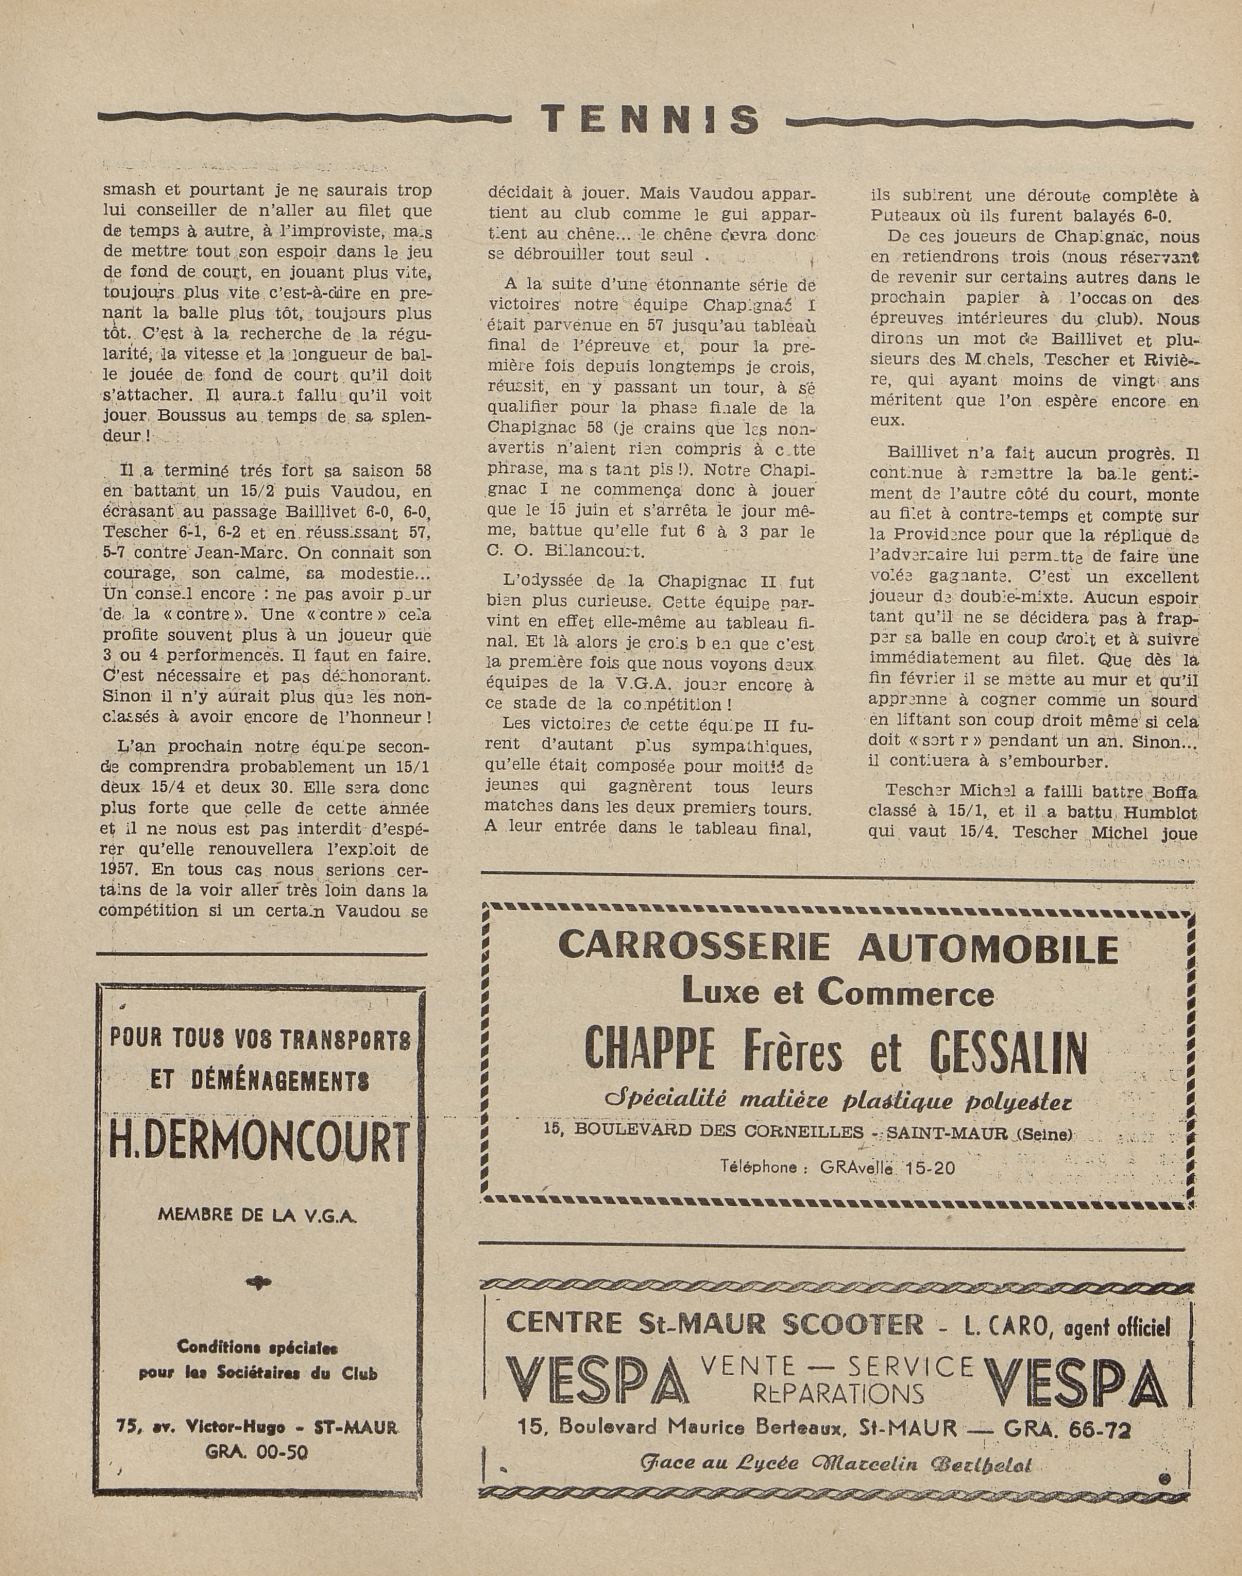 TENNIS
smash et pourtant je ne saurais trop
lui conseiller de n'aller au filet que
de temps à autre, à l'improviste, mais
de mettre tout son espoir dans le jeu
de fond de court, en jouant plus vite,
toujours plus vite c'est-à-dire en pre-
nant la balle plus tôt, toujours plus
tôt. C'est à la recherche de la régu-
larité, la vitesse et la longueur de bal-
le jouée de fond de court qu'il doit
s'attacher. Il aurait fallu qu'il voit
jouer Boussus au temps de sa splen-
deur !
Il a terminé trés fort sa saison 58
en battant un 15/2 puis Vaudou, en
écrasant au passage Baillivet 6-0, 6-0,
Tescher 6-1, 6-2 et en réussissant 57,
5-7 contre Jean-Marc. On connait son
courage, son calme, sa modestie...
Un conseil encore : ne pas avoir peur
de la « contre ». Une « contre » cela
profite souvent plus à un joueur que
3 ou 4 performences. Il faut en faire.
C'est nécessaire et pas déshonorant.
Sinon il n'y aurait plus que les non-
classés à avoir encore de l'honneur !
L'an prochain notre équipe secon-
de comprendra probablement un 15/1
deux 15/4 et deux 30. Elle sera donc
plus forte que celle de cette année
et il ne nous est pas interdit d'espé-
rer qu'elle renouvellera l'exploit de
1957. En tous cas nous serions cer-
tains de la voir aller très loin dans la
compétition si un certain Vaudou se
décidait à jouer. Mais Vaudou appar-
tient au club comme le gui appar-
tient au chêne... le chêne devra donc
se débrouiller tout seul .
A la suite d'une étonnante série de
victoires notre équipe Chapignac I
était parvenue en 57 jusqu'au tableau
final de l'épreuve et, pour la pre-
mière fois depuis longtemps je crois,
réussit, en y passant un tour, à se
qualifier pour la phase finale de la
Chapignac 58 (je crains que les non-
avertis n'aient rien compris à cette
phrase, mais tant pis !). Notre Chapi-
gnac I ne commença donc à jouer
que le 15 juin et s'arrêta le jour mê-
me, battue qu'elle fut 6 à 3 par le
C. O. Billancourt.
L'odyssée de la Chapignac II fut
bien plus curieuse. Cette équipe par-
vint en effet elle-même au tableau fi-
nal. Et là alors je crois bien que c'est
la première fois que nous voyons deux
équipes de la V.G.A. jouer encore à
ce stade de la compétition !
Les victoires de cette équipe II fu-
rent d'autant plus sympathiques,
qu'elle était composée pour moitié de
jeunes qui gagnèrent tous leurs
matches dans les deux premiers tours.
A leur entrée dans le tableau final,
ils subirent une déroute complète à
Puteaux où ils furent balayés 6-0.
De ces joueurs de Chapignac, nous
en retiendrons trois (nous réservant
de revenir sur certains autres dans le
prochain papier à l'occasion des
épreuves intérieures du club). Nous
dirons un mot de Baillivet et plu-
sieurs des Michels, Tescher et Riviè-
re, qui ayant moins de vingt ans
méritent que l'on espère encore en
eux.
Baillivet n'a fait aucun progrès. Il
continue à remettre la balle genti-
ment de l'autre côté du court, monte
au filet à contre-temps et compte sur
la Providence pour que la réplique de
l'adversaire lui permette de faire une
volée gagnante. C'est un excellent
joueur de double-mixte. Aucun espoir
tant qu'il ne se décidera pas à frap-
per sa balle en coup droit et à suivre
immédiatement au filet. Que dès la
fin février il se mette au mur et qu'il
apprenne à cogner comme un sourd
en liftant son coup droit même si cela
doit « sortir » pendant un an. Sinon...
il contiuera à s'embourber.
Tescher Michel a failli battre Boffa
classé à 15/1, et il a battu Humblot
qui vaut 15/4. Tescher Michel joue
POUR TOUS VOS TRANSPORTS
ET DÉMÉNAGEMENTS
H. DERMONCOURT
MEMBRE DE LA V.G.A.
Conditions spéciales
pour les Sociétaires du Club
75, av. Victor-Hugo - ST-MAUR
GRA. 00-50
CARROSSERIE AUTOMOBILE
Luxe et Commerce
CHAPPE Frères et GESSALIN
Spécialité matière plastique polyester
15, BOULEVARD DES CORNEILLES - SAINT-MAUR (Seine)
Téléphone : GRAvelle 15-20
CENTRE St-MAUR SCOOTER - L. CARO, agent officiel
VESPA VENTE — SERVICE VESPA
RÉPARATIONS
15, Boulevard Maurice Berteaux, St-MAUR — GRA. 66-72
Face au Lycée Marcelin Berthelot